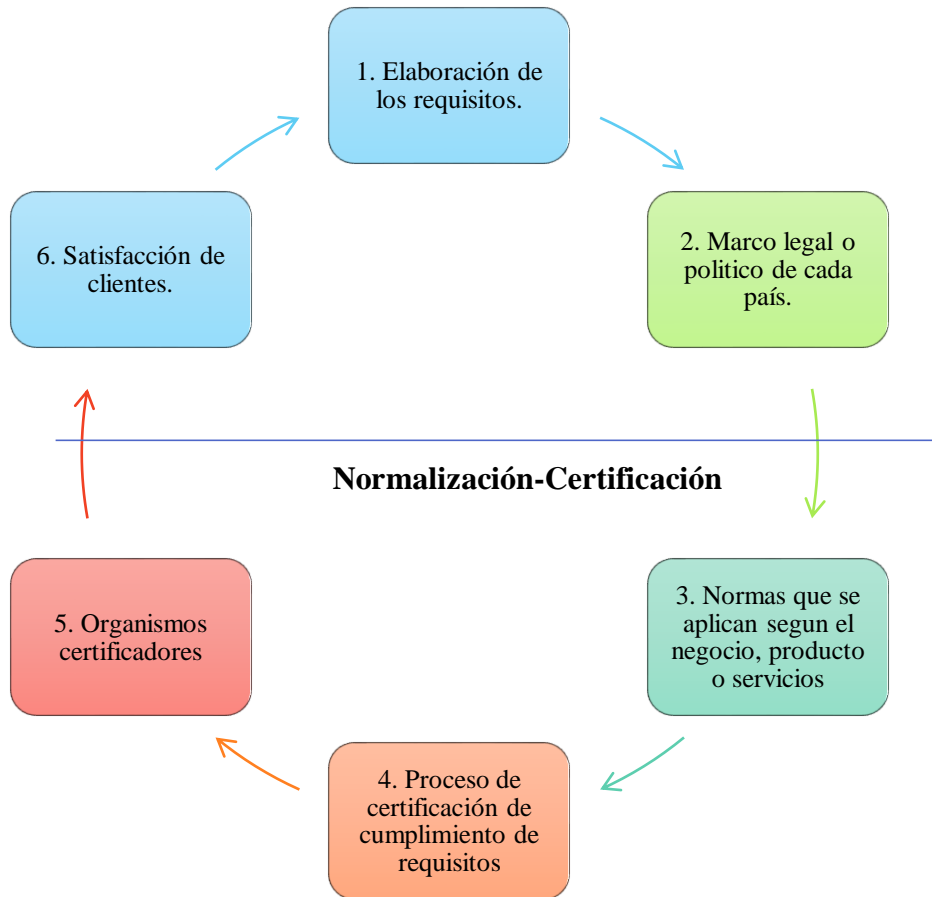 1. Elaboración de
los requisitos.
2. Marco legal o
politico de cada
país.
Normalización-Certificación
3. Normas que se
aplican segun el
negocio, producto
o servicios
4. Proceso de
certificación de
cumplimiento de
requisitos
5. Organismos
certificadores
6. Satisfacción de
clientes.